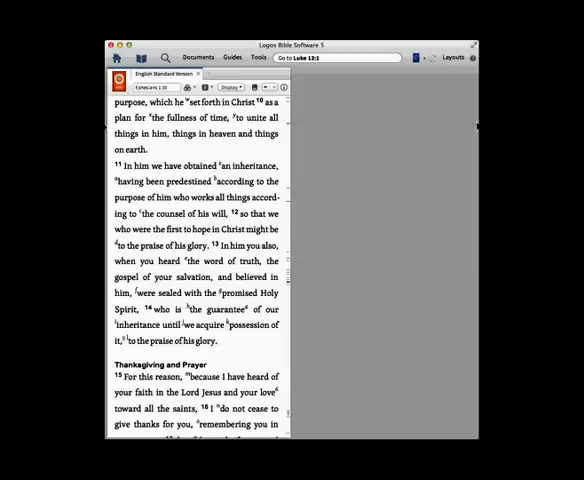 Logos Bible Software 5
Documents Guides Tools Go to Luke 13:1 Layouts
English Standard Version
Ephesians 1:10 Display
purpose, which he w set forth in Christ 10 as a
plan for x the fullness of time, y to unite all
things in him, things in heaven and things
on earth.
11 In him we have obtained z an inheritance,
a having been predestined b according to the
purpose of him who works all things accord-
ing to c the counsel of his will, 12 so that we
who were the first to hope in Christ might be
d to the praise of his glory. 13 In him you also,
when you heard e the word of truth, the
gospel of your salvation, and believed in
him, f were sealed with the g promised Holy
Spirit, 14 who is h the guarantee of our
i inheritance until j we acquire k possession of
it, l to the praise of his glory.
Thanksgiving and Prayer
15 For this reason, m because I have heard of
your faith in the Lord Jesus and your love
toward all the saints, 16 I n do not cease to
give thanks for you, o remembering you in